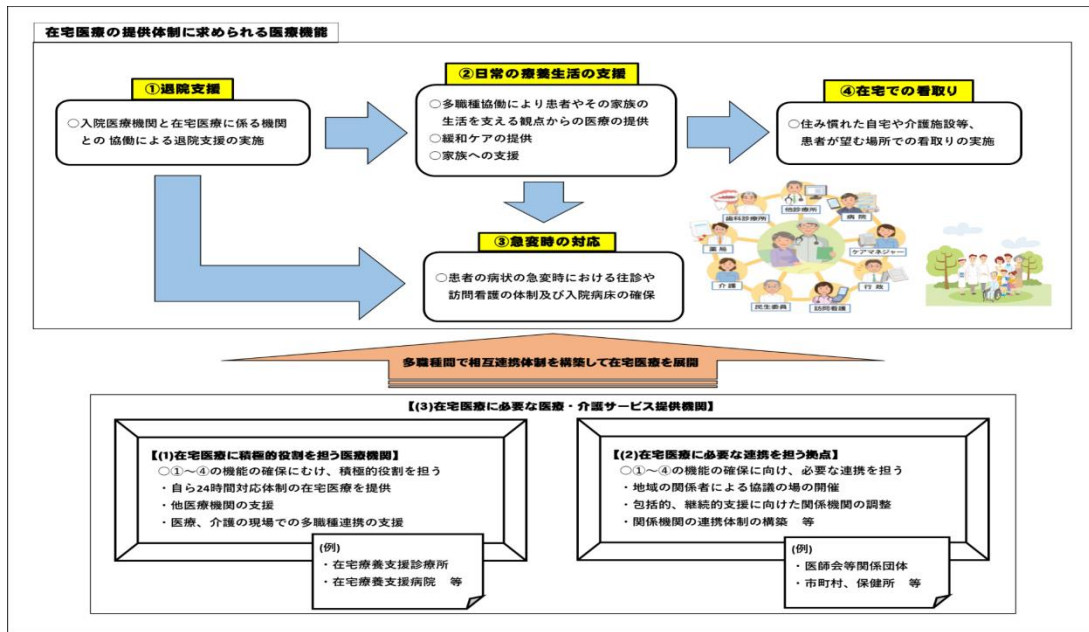 在宅医療の提供体制に求められる医療機能
①退院支援
○入院医療機関と在宅医療に係る機関
との 協働による退院支援の実施
②日常の療養生活の支援
○多職種協働により患者やその家族の
生活を支える観点からの医療の提供
○緩和ケアの提供
○家族への支援
④在宅での看取り
○住み慣れた自宅や介護施設等、
患者が望む場所での看取りの実施
③急変時の対応
○患者の病状の急変時における往診や
訪問看護の体制及び入院病床の確保
他診療所
歯科診療所
病院
薬局
ケアマネジャー
介護
行政
民生委員
訪問看護
多職種間で相互連携体制を構築して在宅医療を展開
【(3)在宅医療に必要な医療・介護サービス提供機関】
【(1)在宅医療に積極的役割を担う医療機関】
○①～④の機能の確保にむけ、積極的役割を担う
・自ら24時間対応体制の在宅医療を提供
・他医療機関の支援
・医療、介護の現場での多職種連携の支援
(例)
・在宅療養支援診療所
・在宅療養支援病院 等
【(2)在宅医療に必要な連携を担う拠点】
○①～④の機能の確保に向け、必要な連携を担う
・地域の関係者による協議の場の開催
・包括的、継続的支援に向けた関係機関の調整
・関係機関の連携体制の構築 等
(例)
・医師会等関係団体
・市町村、保健所 等